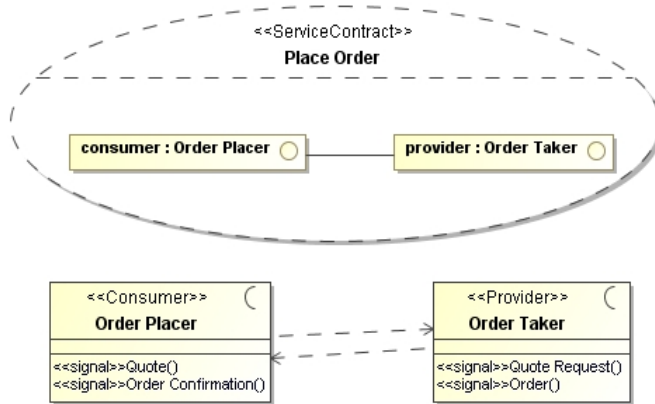 <<ServiceContract>>
Place Order
consumer : Order Placer
provider : Order Taker
<<Consumer>>
Order Placer
<<signal>>Quote()
<<signal>>Order Confirmation()
<<Provider>>
Order Taker
<<signal>>Quote Request()
<<signal>>Order()